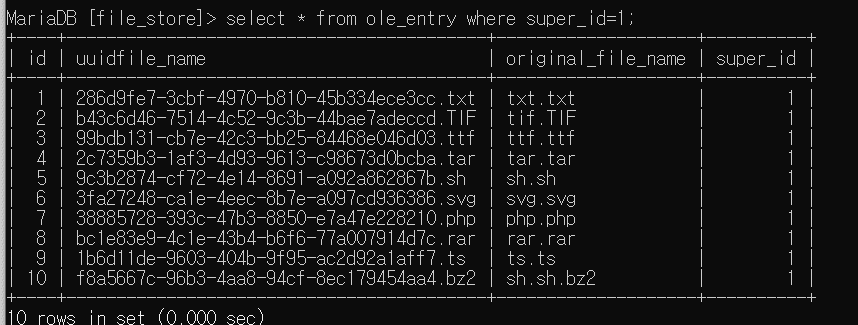 MariaDB [file_store]> select * from ole_entry where super_id=1;
+----+------------------------------------------+--------------------+----------+
| id | uuidfile_name | original_file_name | super_id |
+----+------------------------------------------+--------------------+----------+
| 1 | 286d9fe7-3cbf-4970-b810-45b334ece3cc.txt | txt.txt | 1 |
| 2 | b43c6d46-7514-4c52-9c3b-44bae7adeccd.TIF | tif.TIF | 1 |
| 3 | 99bdb131-cb7e-42c3-bb25-84468e046d03.ttf | ttf.ttf | 1 |
| 4 | 2c7359b3-1af3-4d93-9613-c98673d0bcba.tar | tar.tar | 1 |
| 5 | 9c3b2874-cf72-4e14-8691-a092a862867b.sh | sh.sh | 1 |
| 6 | 3fa27248-ca1e-4eec-8b7e-a097cd936386.svg | svg.svg | 1 |
| 7 | 38885728-393c-47b3-8850-e7a47e228210.php | php.php | 1 |
| 8 | bc1e83e9-4c1e-43b4-b6f6-77a007914d7c.rar | rar.rar | 1 |
| 9 | 1b6d11de-9603-404b-9f95-ac2d92a1aff7.ts | ts.ts | 1 |
| 10 | f8a5667c-96b3-4aa8-94cf-8ec179454aa4.bz2 | sh.sh.bz2 | 1 |
+----+------------------------------------------+--------------------+----------+
10 rows in set (0.000 sec)